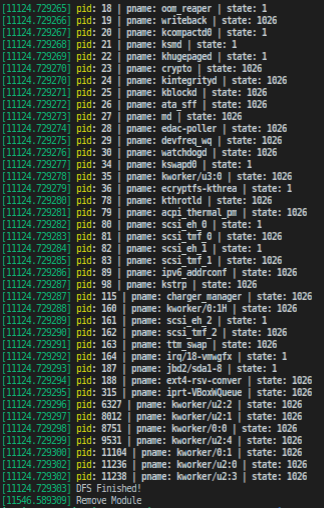 [11124.729265] pid: 18 | pname: oom_reaper | state: 1
[11124.729266] pid: 19 | pname: writeback | state: 1026
[11124.729267] pid: 20 | pname: kcompactd0 | state: 1
[11124.729268] pid: 21 | pname: ksmd | state: 1
[11124.729269] pid: 22 | pname: khugepaged | state: 1
[11124.729270] pid: 23 | pname: crypto | state: 1026
[11124.729270] pid: 24 | pname: kintegrityd | state: 1026
[11124.729271] pid: 25 | pname: kblockd | state: 1026
[11124.729272] pid: 26 | pname: ata_sff | state: 1026
[11124.729273] pid: 27 | pname: md | state: 1026
[11124.729274] pid: 28 | pname: edac-poller | state: 1026
[11124.729275] pid: 29 | pname: devfreq_wq | state: 1026
[11124.729276] pid: 30 | pname: watchdogd | state: 1026
[11124.729277] pid: 34 | pname: kswapd0 | state: 1
[11124.729278] pid: 35 | pname: kworker/u3:0 | state: 1026
[11124.729279] pid: 36 | pname: ecryptfs-kthrea | state: 1
[11124.729280] pid: 78 | pname: kthrotld | state: 1026
[11124.729281] pid: 79 | pname: acpi_thermal_pm | state: 1026
[11124.729282] pid: 80 | pname: scsi_eh_0 | state: 1
[11124.729283] pid: 81 | pname: scsi_tmf_0 | state: 1026
[11124.729284] pid: 82 | pname: scsi_eh_1 | state: 1
[11124.729285] pid: 83 | pname: scsi_tmf_1 | state: 1026
[11124.729286] pid: 89 | pname: ipv6_addrconf | state: 1026
[11124.729287] pid: 98 | pname: kstrp | state: 1026
[11124.729287] pid: 115 | pname: charger_manager | state: 1026
[11124.729288] pid: 160 | pname: kworker/0:1H | state: 1026
[11124.729289] pid: 161 | pname: scsi_eh_2 | state: 1
[11124.729290] pid: 162 | pname: scsi_tmf_2 | state: 1026
[11124.729291] pid: 163 | pname: ttm_swap | state: 1026
[11124.729292] pid: 164 | pname: irq/18-vmwgfx | state: 1
[11124.729293] pid: 187 | pname: jbd2/sda1-8 | state: 1
[11124.729294] pid: 188 | pname: ext4-rsv-conver | state: 1026
[11124.729295] pid: 315 | pname: iprt-VBoxWQueue | state: 1026
[11124.729296] pid: 6327 | pname: kworker/u2:2 | state: 1026
[11124.729297] pid: 8012 | pname: kworker/u2:1 | state: 1026
[11124.729298] pid: 8751 | pname: kworker/0:0 | state: 1026
[11124.729299] pid: 9531 | pname: kworker/u2:4 | state: 1026
[11124.729300] pid: 11104 | pname: kworker/0:1 | state: 1026
[11124.729302] pid: 11236 | pname: kworker/u2:0 | state: 1026
[11124.729302] pid: 11238 | pname: kworker/u2:3 | state: 1026
[11124.729303] DFS Finished!
[11546.589309] Remove Module